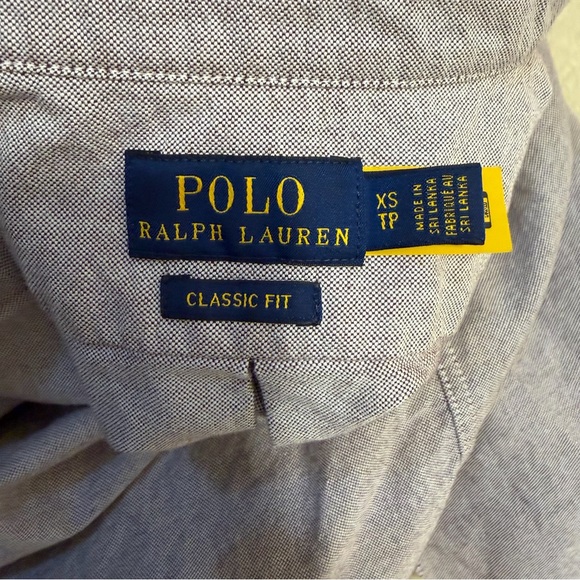 POLO
RALPH LAUREN
CLASSIC FIT
XS
TP
MADE IN
SRI LANKA
FABRIQUÉ AU
SRI LANKA